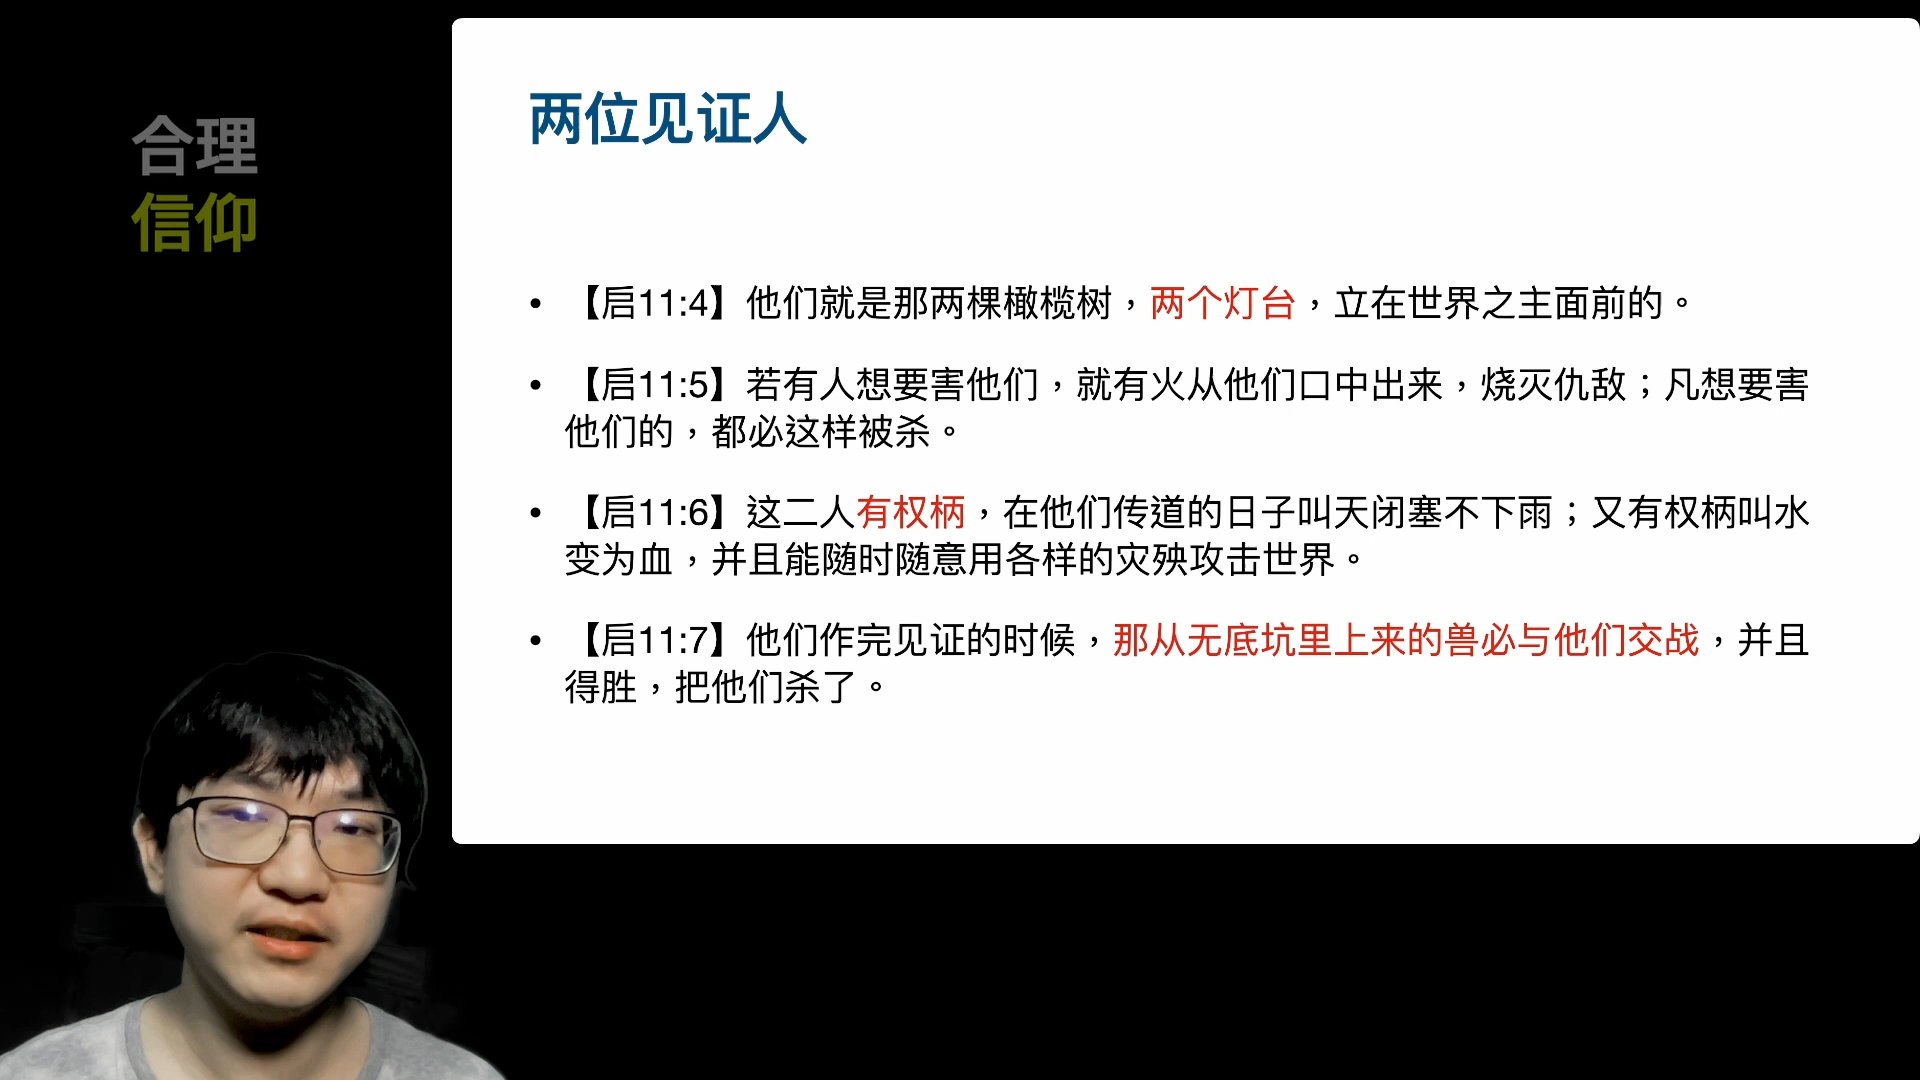 合理
信仰
两位见证人
• 【启11:4】他们就是那两棵橄榄树，两个灯台，立在世界之主面前的。
• 【启11:5】若有人想要害他们，就有火从他们口中出来，烧灭仇敌；凡想要害
他们的，都必这样被杀。
• 【启11:6】这二人有权柄，在他们传道的日子叫天闭塞不下雨；又有权柄叫水
变为血，并且能随时随意用各样的灾殃攻击世界。
• 【启11:7】他们作完见证的时候，那从无底坑里上来的兽必与他们交战，并且
得胜，把他们杀了。